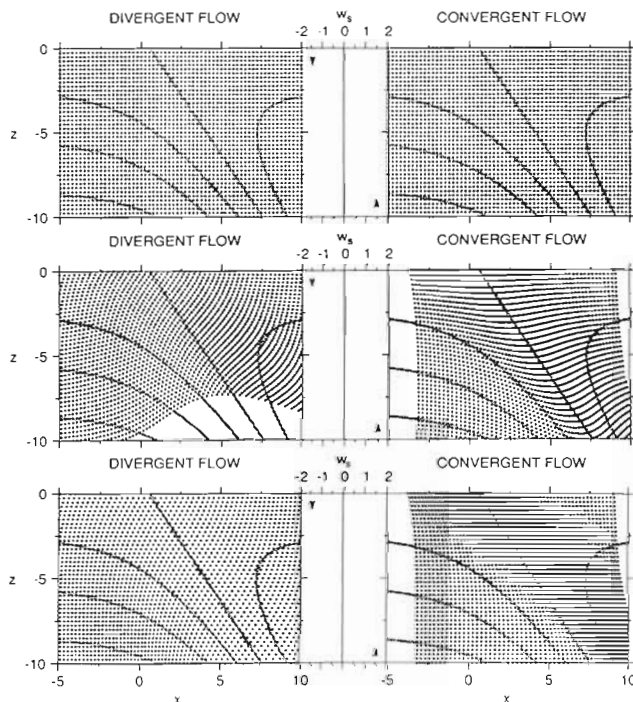 DIVERGENT FLOW
w_s
CONVERGENT FLOW
-2 -1 0 1 2
0
z
-5
-10
DIVERGENT FLOW
w_s
CONVERGENT FLOW
-2 -1 0 1 2
0
z
-5
-10
DIVERGENT FLOW
w_s
CONVERGENT FLOW
-2 -1 0 1 2
0
z
-5
-10
-5 0 5 10
-5 0 5 10
x
x